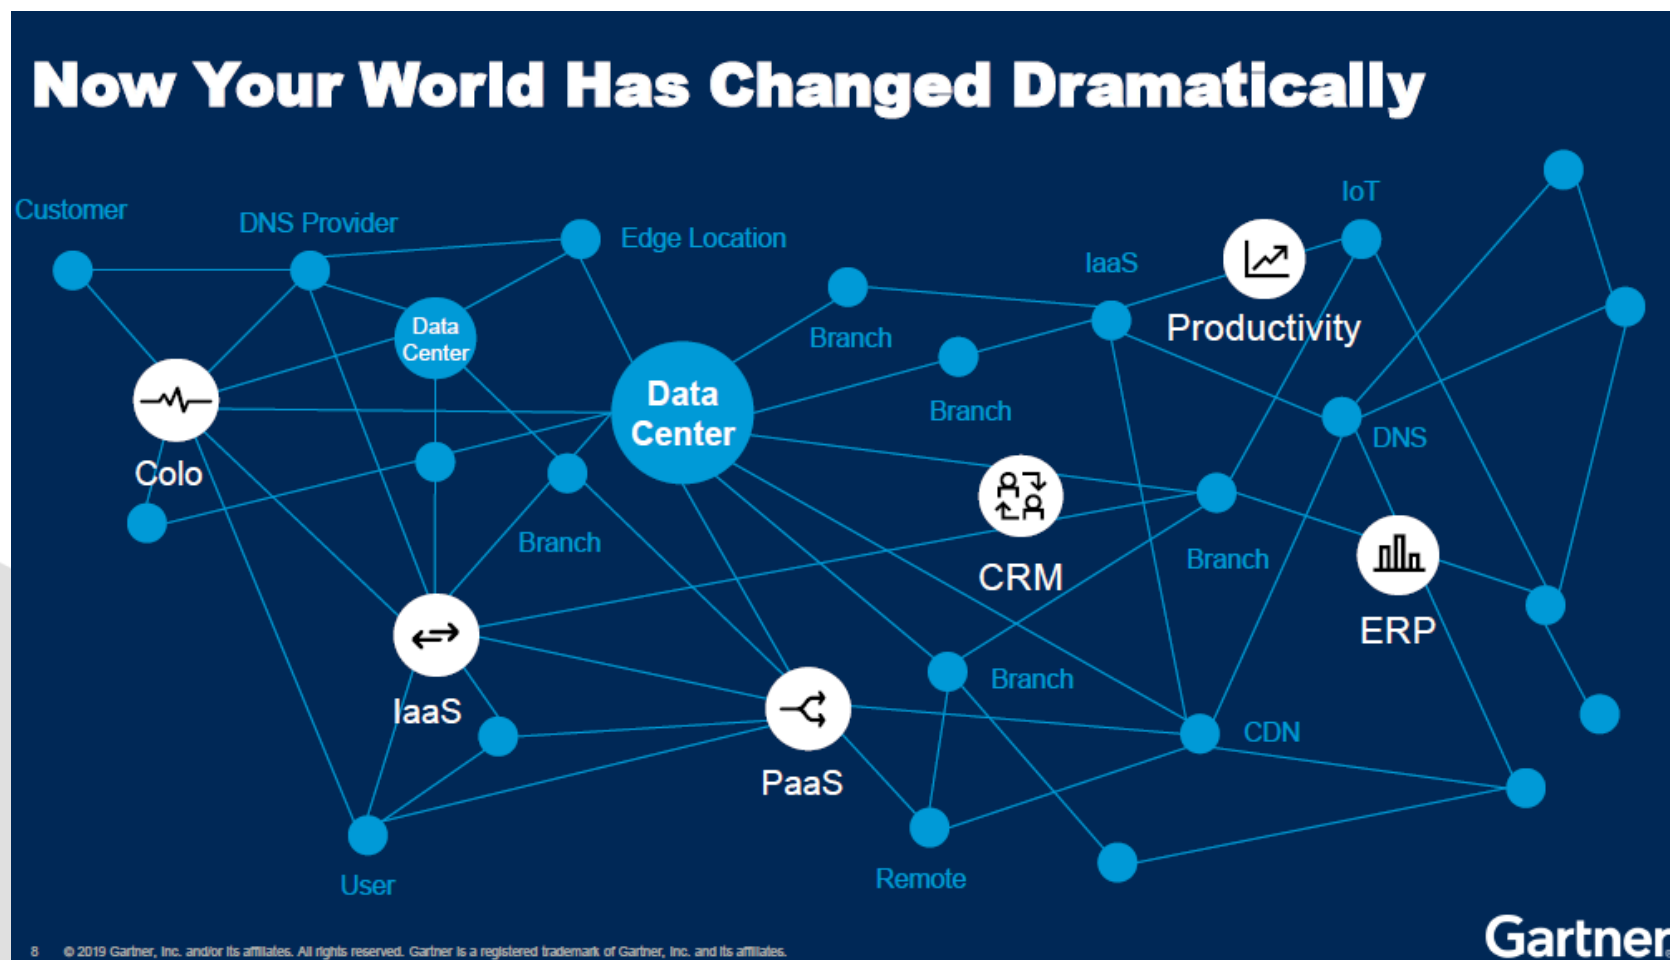 Now Your World Has Changed Dramatically
Customer
DNS Provider
Edge Location
IoT
IaaS
Productivity
Data
Center
Branch
Data
Center
Branch
DNS
Colo
Branch
CRM
Branch
ERP
IaaS
Branch
PaaS
CDN
User
Remote
8 © 2019 Gartner, Inc. and/or its affiliates. All rights reserved. Gartner is a registered trademark of Gartner, Inc. and its affiliates.
Gartner